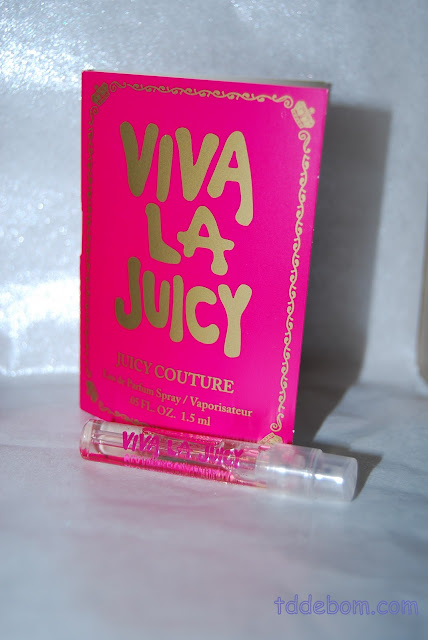 VIVA
LA
JUICY
JUICY COUTURE
Eau de Parfum Spray / Vaporisateur
.05 FL. OZ. 1.5 ml
VIVA LA JUICY
tddebom.com